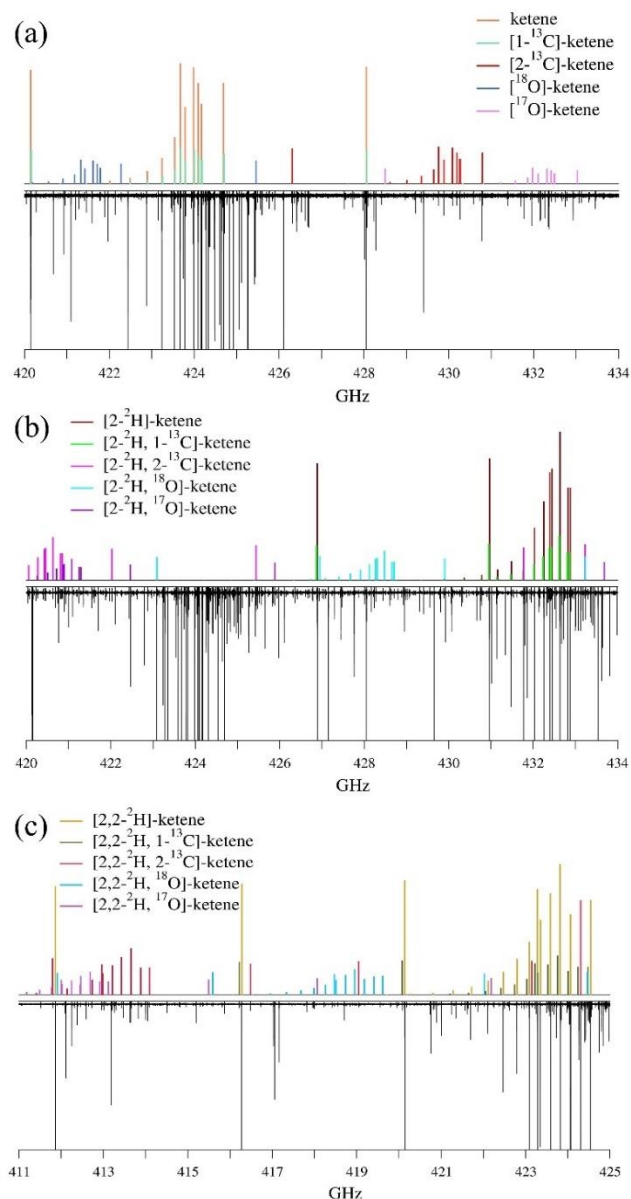 (a)
ketene
[1-¹³C]-ketene
[2-¹³C]-ketene
[¹⁸O]-ketene
[¹⁷O]-ketene
420 422 424 426 428 430 432 434
GHz
(b)
[2-²H]-ketene
[2-²H, 1-¹³C]-ketene
[2-²H, 2-¹³C]-ketene
[2-²H, ¹⁸O]-ketene
[2-²H, ¹⁷O]-ketene
420 422 424 426 428 430 432 434
GHz
(c)
[2,2-²H]-ketene
[2,2-²H, 1-¹³C]-ketene
[2,2-²H, 2-¹³C]-ketene
[2,2-²H, ¹⁸O]-ketene
[2,2-²H, ¹⁷O]-ketene
411 413 415 417 419 421 423 425
GHz